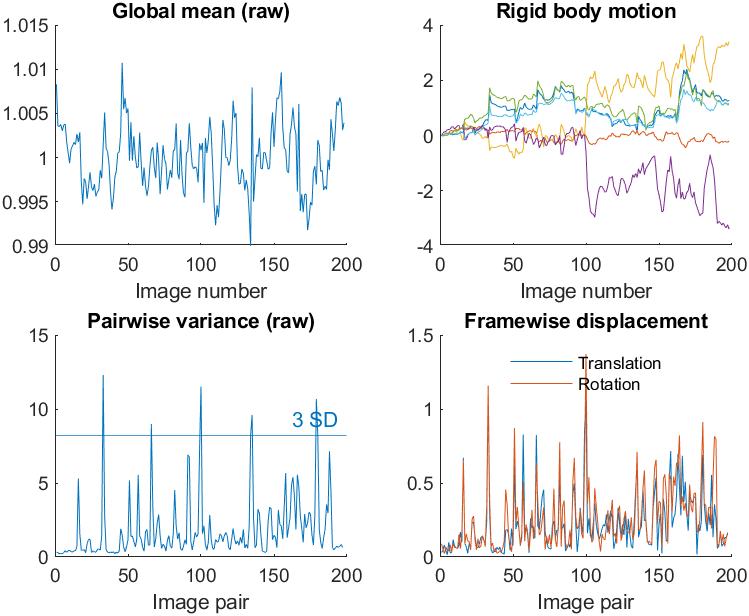 Global mean (raw)
1.015
1.01
1.005
1
0.995
0.99
0 50 100 150 200
Image number
Rigid body motion
4
2
0
-2
-4
0 50 100 150 200
Image number
Pairwise variance (raw)
15
10
5
0
3 SD
0 50 100 150 200
Image pair
Framewise displacement
1.5
1
0.5
0
Translation
Rotation
0 50 100 150 200
Image pair